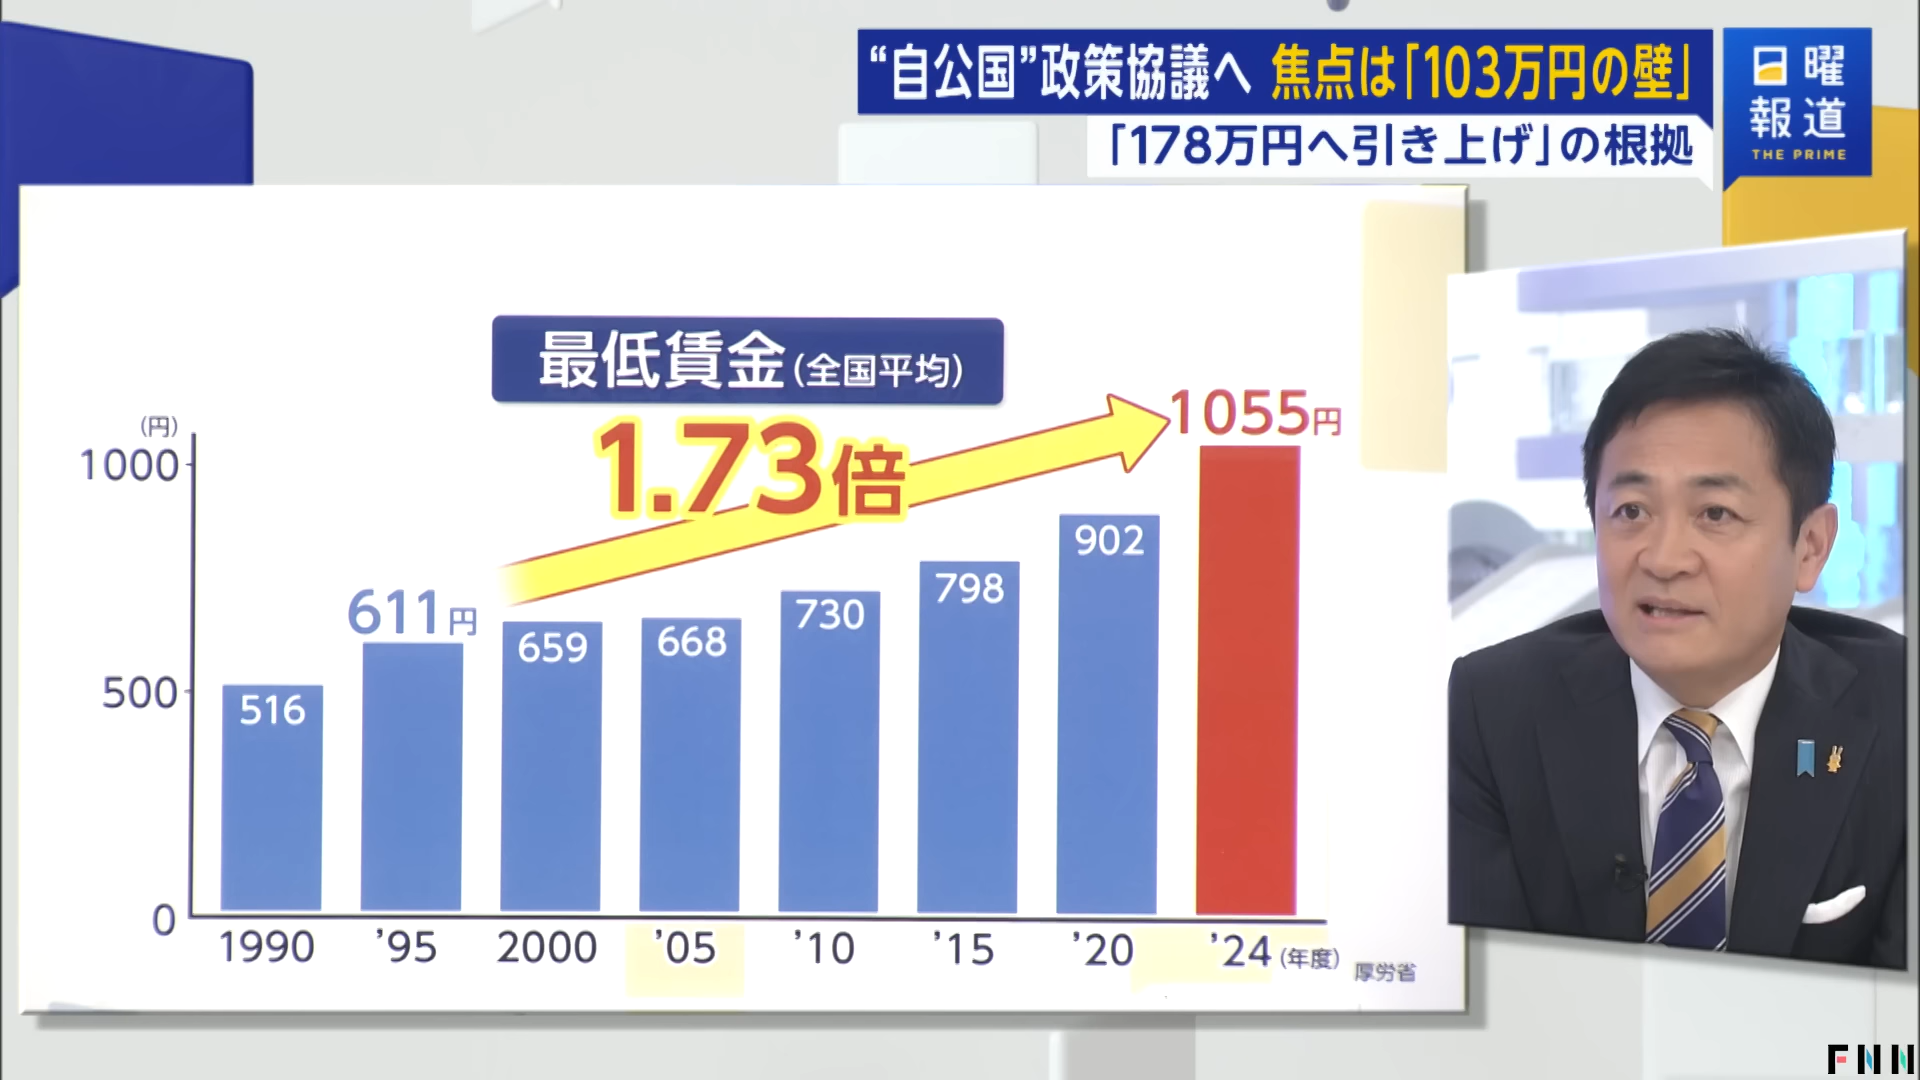 “自公国”政策協議へ 焦点は「103万円の壁」
「178万円へ引き上げ」の根拠
日曜
報道
THE PRIME
最低賃金(全国平均)
1.73倍
(円)
1000
500
0
516
611円
659
668
730
798
902
1055円
1990 ’95 2000 ’05 ’10 ’15 ’20 ’24 (年度)
厚労省
FNN